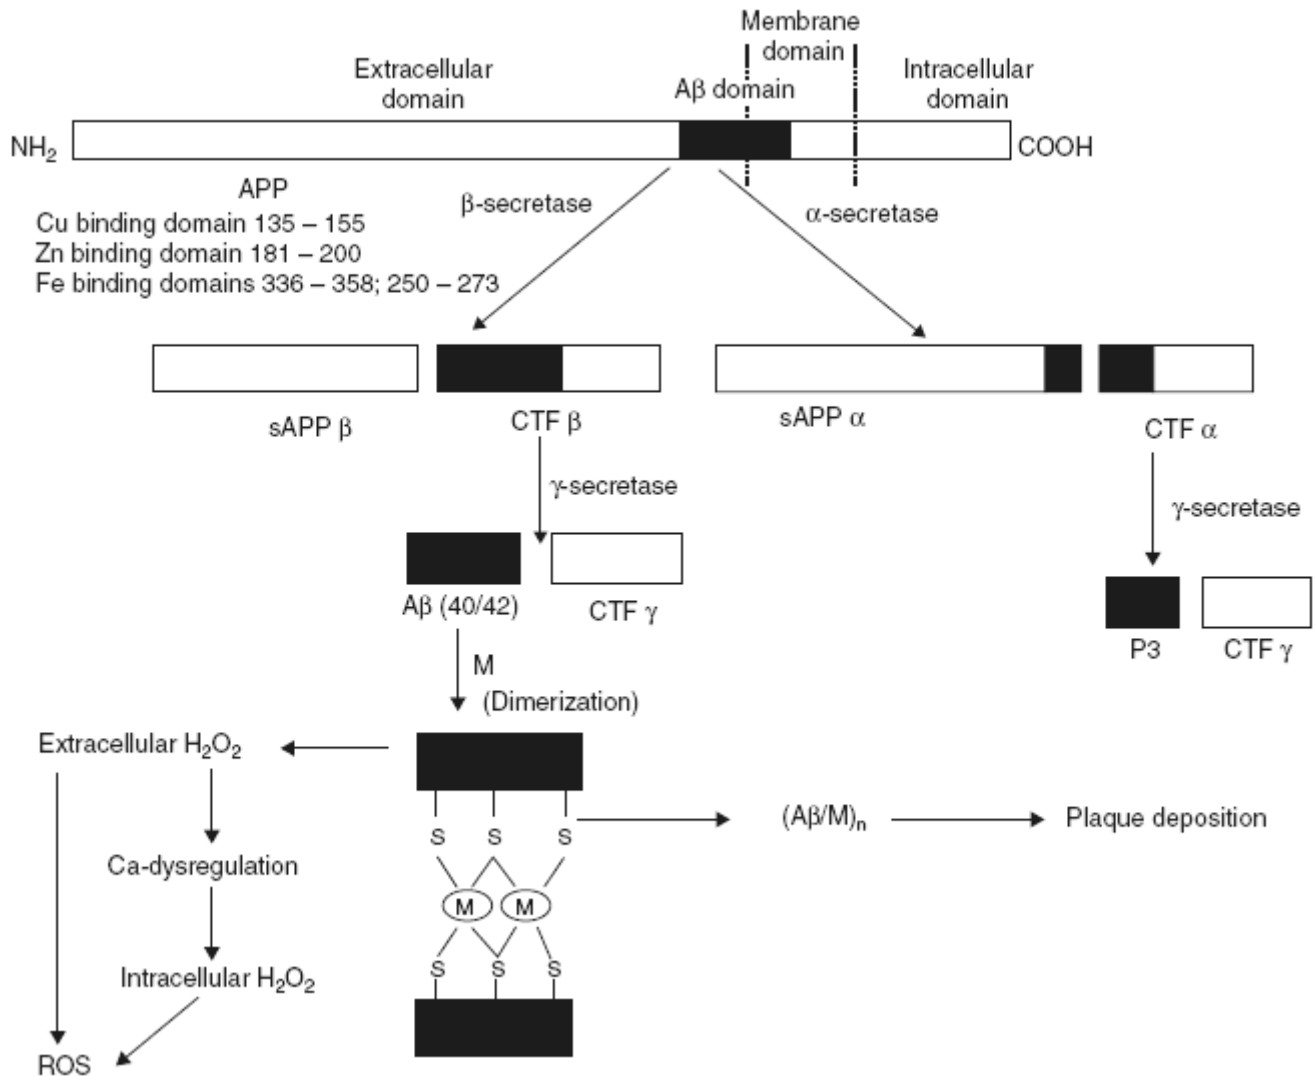 Membrane
domain
Extracellular
domain
Aβ domain
Intracellular
domain
NH₂
COOH
APP
Cu binding domain 135 – 155
Zn binding domain 181 – 200
Fe binding domains 336 – 358; 250 – 273
β-secretase
α-secretase
sAPP β
CTF β
sAPP α
CTF α
γ-secretase
γ-secretase
Aβ (40/42)
CTF γ
P3
CTF γ
M
(Dimerization)
Extracellular H₂O₂
S S S
(Aβ/M)ₙ
Plaque deposition
Ca-dysregulation
M M
Intracellular H₂O₂
S S S
ROS